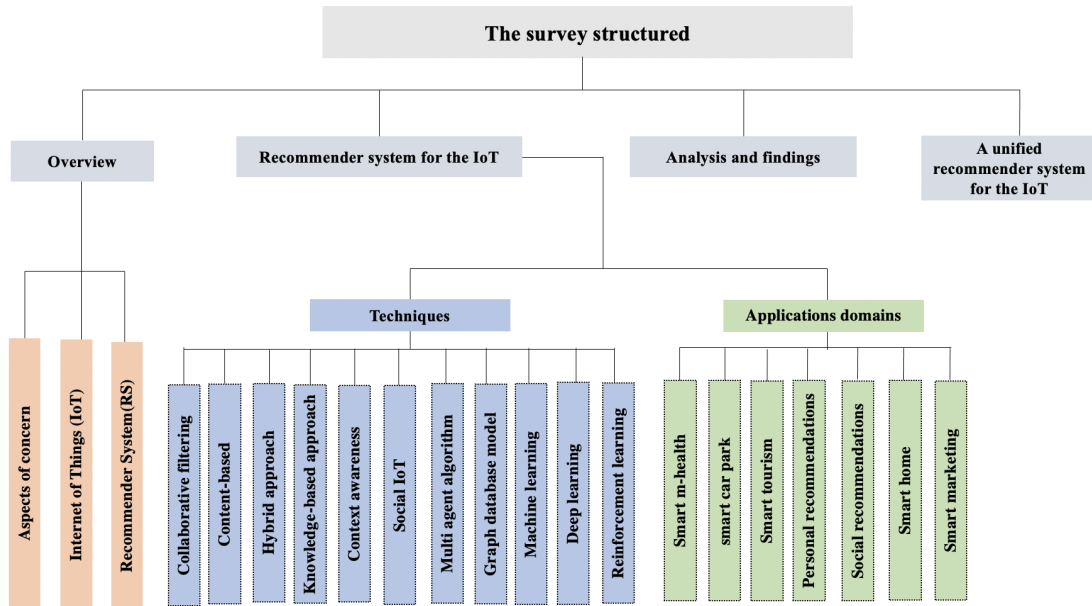 The survey structured
Overview
Recommender system for the IoT
Analysis and findings
A unified
recommender system
for the IoT
Techniques
Applications domains
Aspects of concern
Internet of Things (IoT)
Recommender System(RS)
Collaborative filtering
Content-based
Hybrid approach
Knowledge-based approach
Context awareness
Social IoT
Multi agent algorithm
Graph database model
Machine learning
Deep learning
Reinforcement learning
Smart m-health
smart car park
Smart tourism
Personal recommendations
Social recommendations
Smart home
Smart marketing